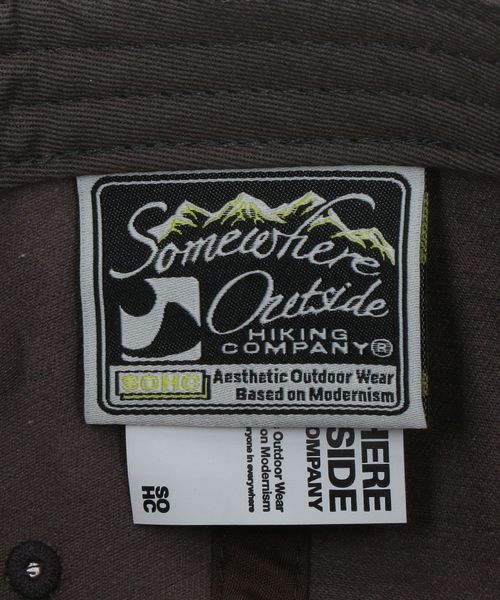 Somewhere
Outside
HIKING
COMPANY®
SOHC
Aesthetic Outdoor Wear
Based on Modernism
HERE
SIDE
COMPANY
Outdoor Wear
on Modernism
everywhere
SO
HC